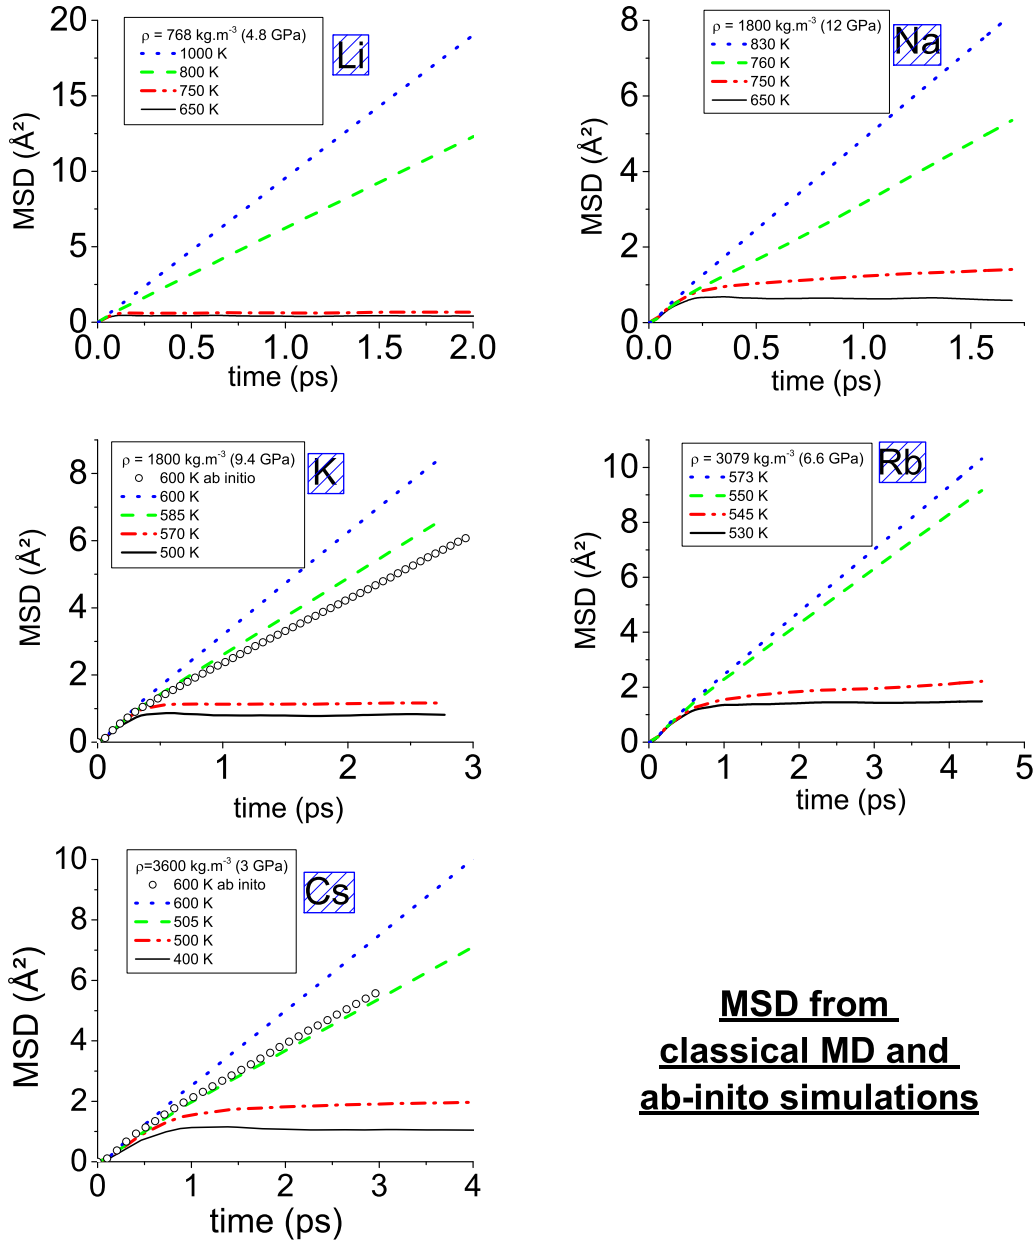 ρ = 768 kg.m⁻³ (4.8 GPa)
1000 K
800 K
750 K
650 K
Li
20
15
10
5
0
MSD (Å²)
0.0 0.5 1.0 1.5 2.0
time (ps)
ρ = 1800 kg.m⁻³ (12 GPa)
830 K
760 K
750 K
650 K
Na
8
6
4
2
0
MSD (Å²)
0.0 0.5 1.0 1.5
time (ps)
ρ = 1800 kg.m⁻³ (9.4 GPa)
600 K ab initio
600 K
585 K
570 K
500 K
K
8
6
4
2
0
MSD (Å²)
0 1 2 3
time (ps)
ρ = 3079 kg.m⁻³ (6.6 GPa)
573 K
550 K
545 K
530 K
Rb
10
8
6
4
2
0
MSD (Å²)
0 1 2 3 4 5
time (ps)
ρ=3600 kg.m⁻³ (3 GPa)
600 K ab inito
600 K
505 K
500 K
400 K
Cs
10
8
6
4
2
0
MSD (Å²)
0 1 2 3 4
time (ps)
MSD from
classical MD and
ab-inito simulations